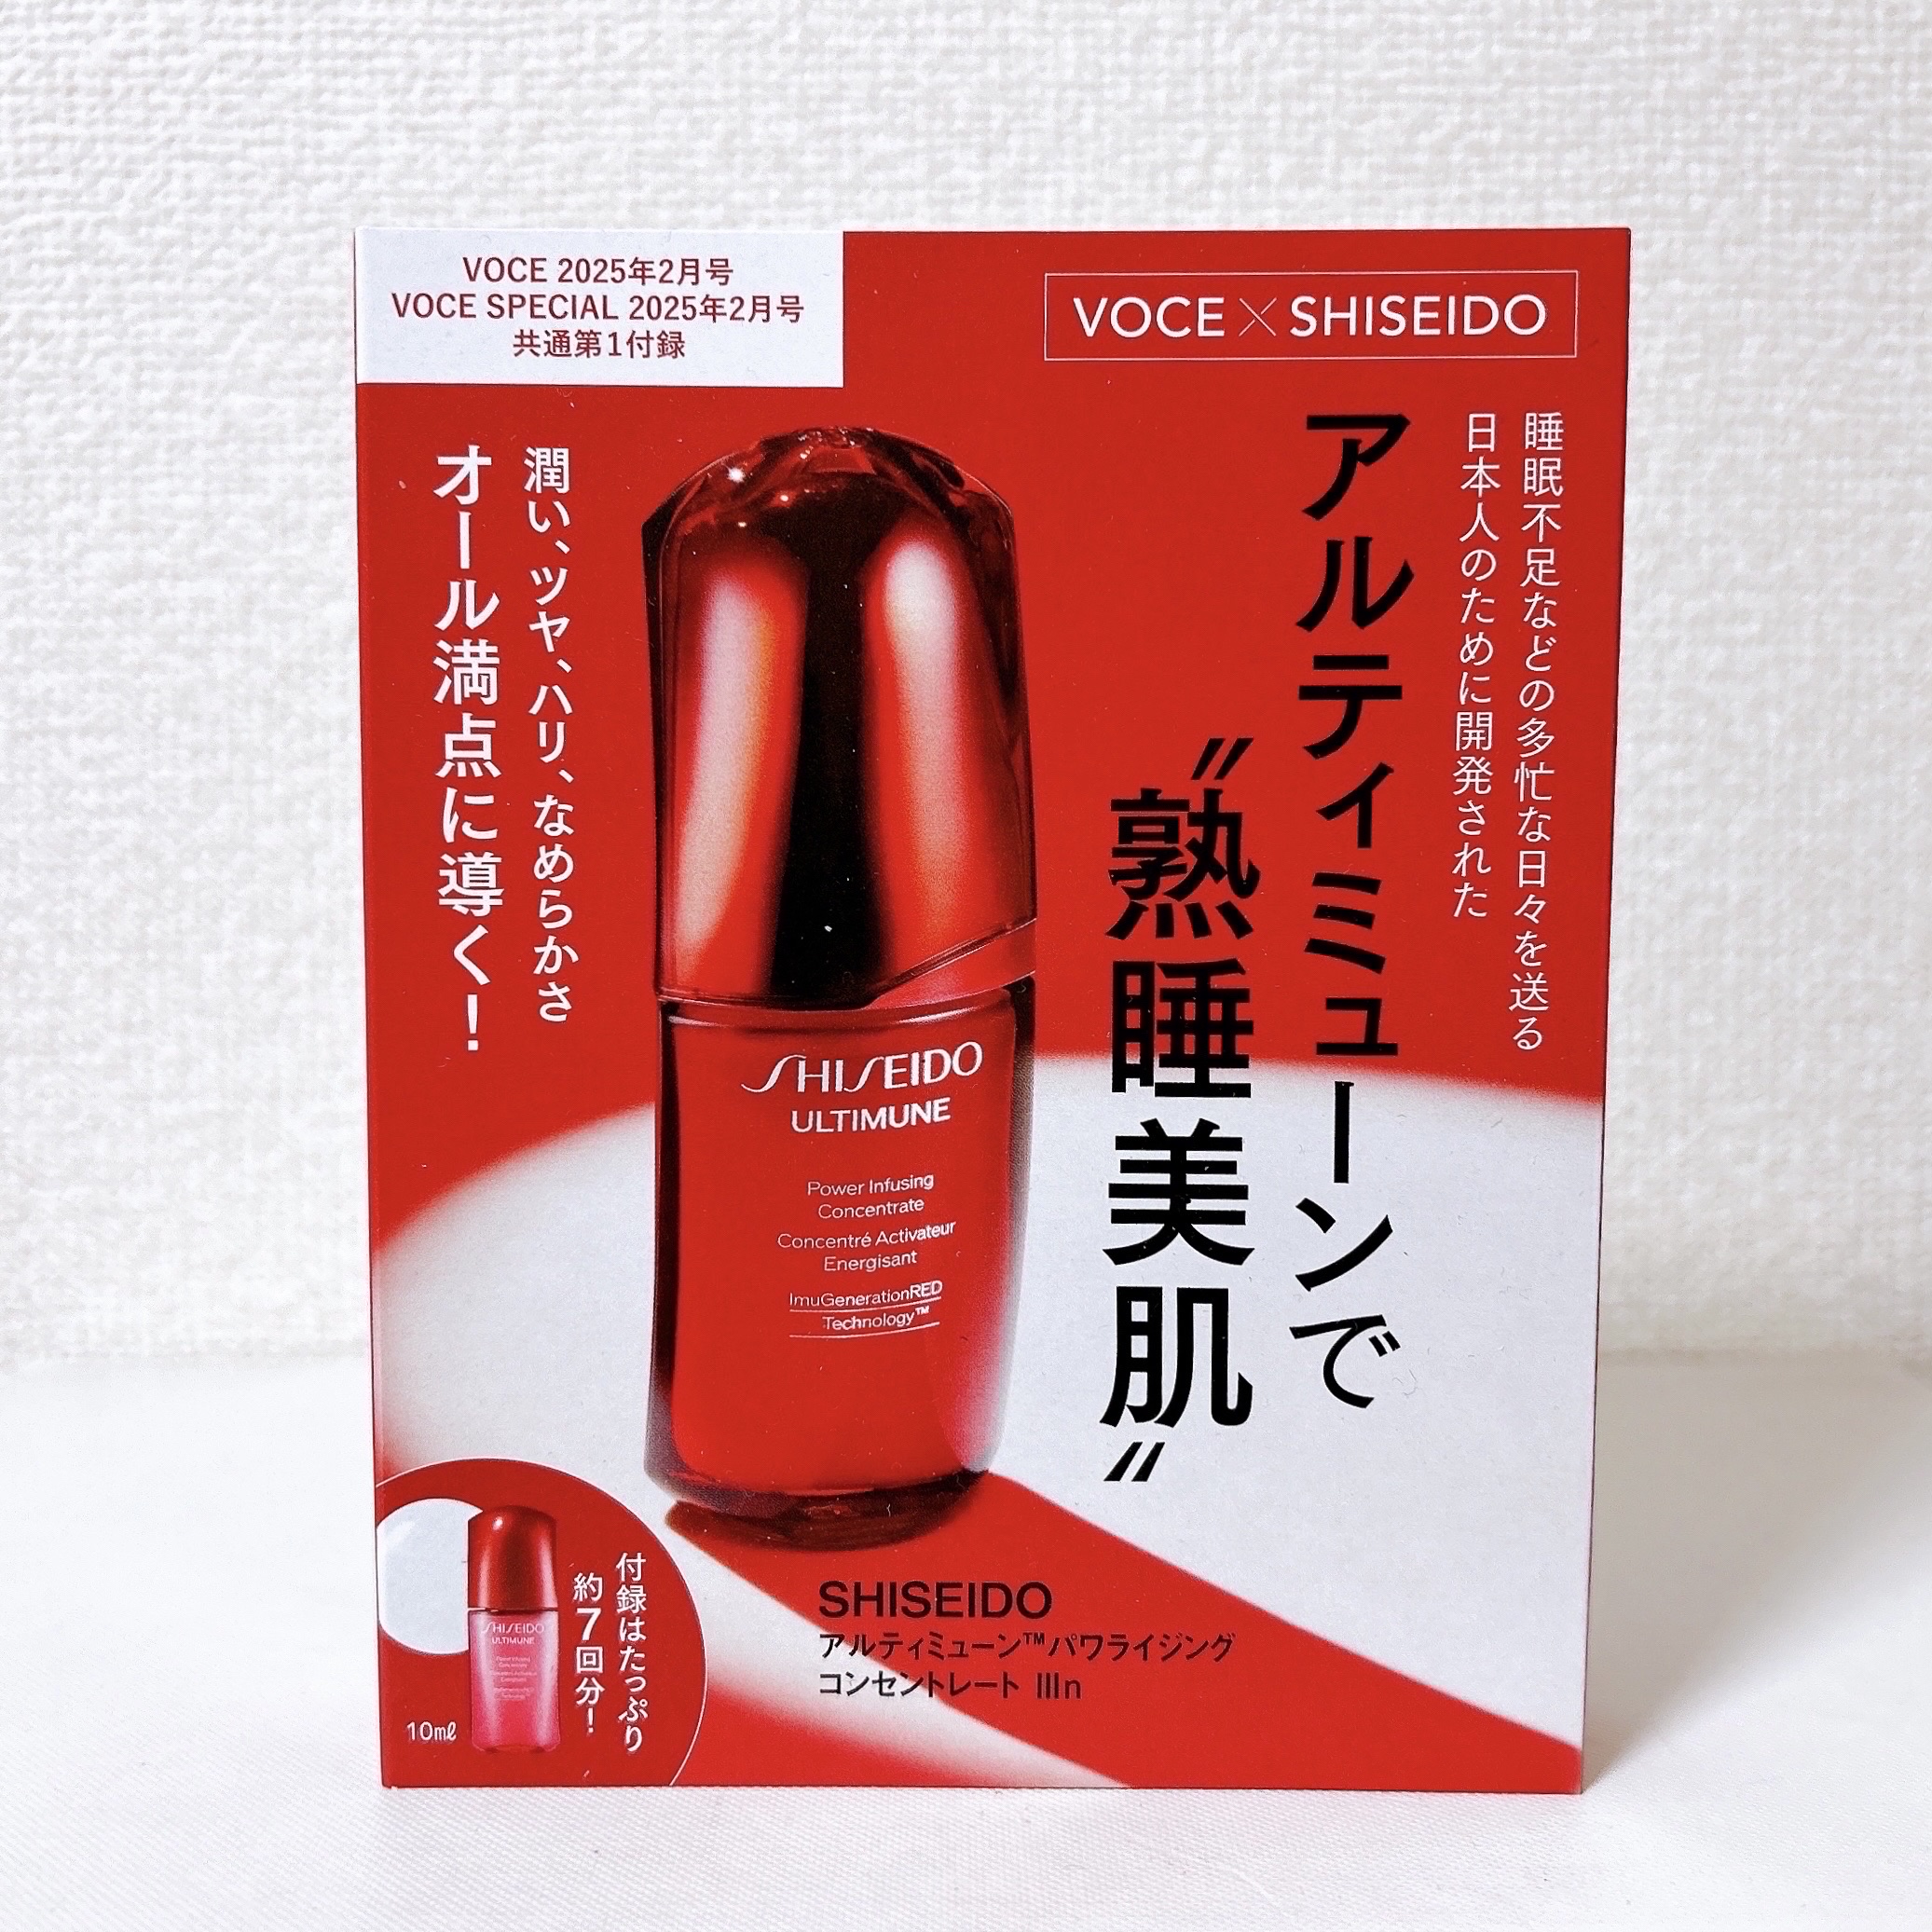 VOCE 2025年2月号
VOCE SPECIAL 2025年2月号
共通第1付録
VOCE×SHISEIDO
睡眠不足などの多忙な日々を送る
日本人のために開発された
アルティミューンで
〝熟睡美肌〟
潤い、ツヤ、ハリ、なめらかさ
オール満点に導く!
SHISEIDO
ULTIMUNE
Power Infusing
Concentrate
Concentré Activateur
Energisant
ImuGenerationRED
Technology™
付録はたっぷり
約7回分!
SHISEIDO
ULTIMUNE
10mℓ
SHISEIDO
アルティミューン™パワライジング
コンセントレート IIIn